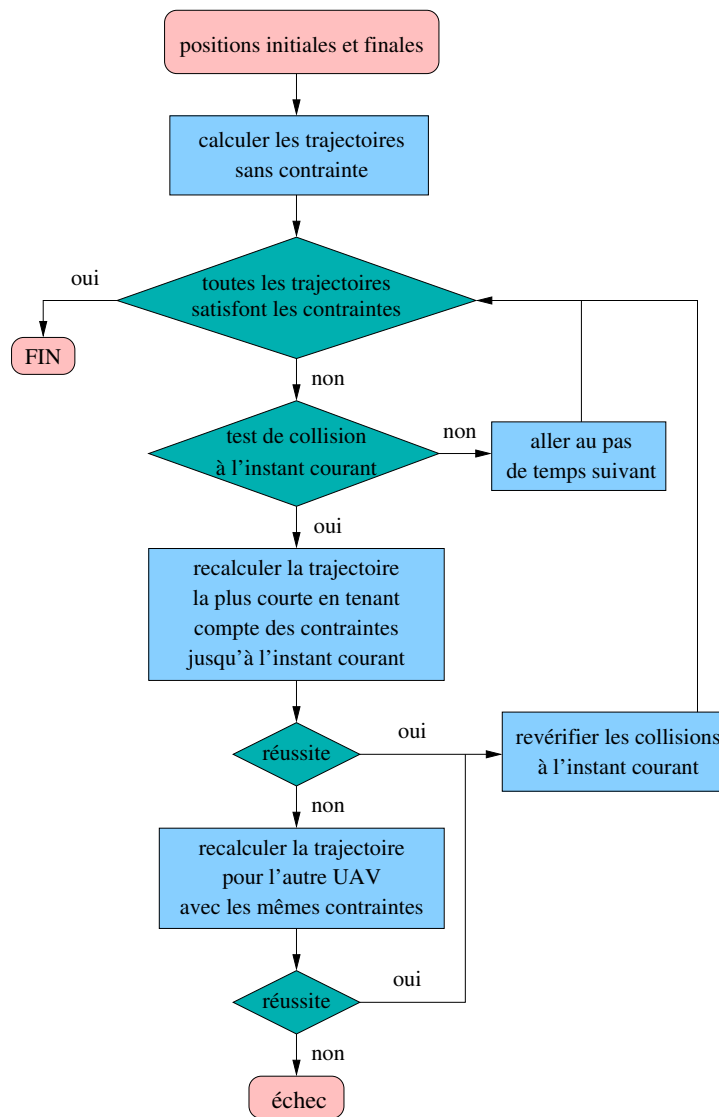 positions initiales et finales
calculer les trajectoires
sans contrainte
oui
toutes les trajectoires
satisfont les contraintes
FIN
non
test de collision
à l'instant courant
non
aller au pas
de temps suivant
oui
recalculer la trajectoire
la plus courte en tenant
compte des contraintes
jusqu'à l'instant courant
réussite
oui
revérifier les collisions
à l'instant courant
non
recalculer la trajectoire
pour l'autre UAV
avec les mêmes contraintes
réussite
oui
non
échec